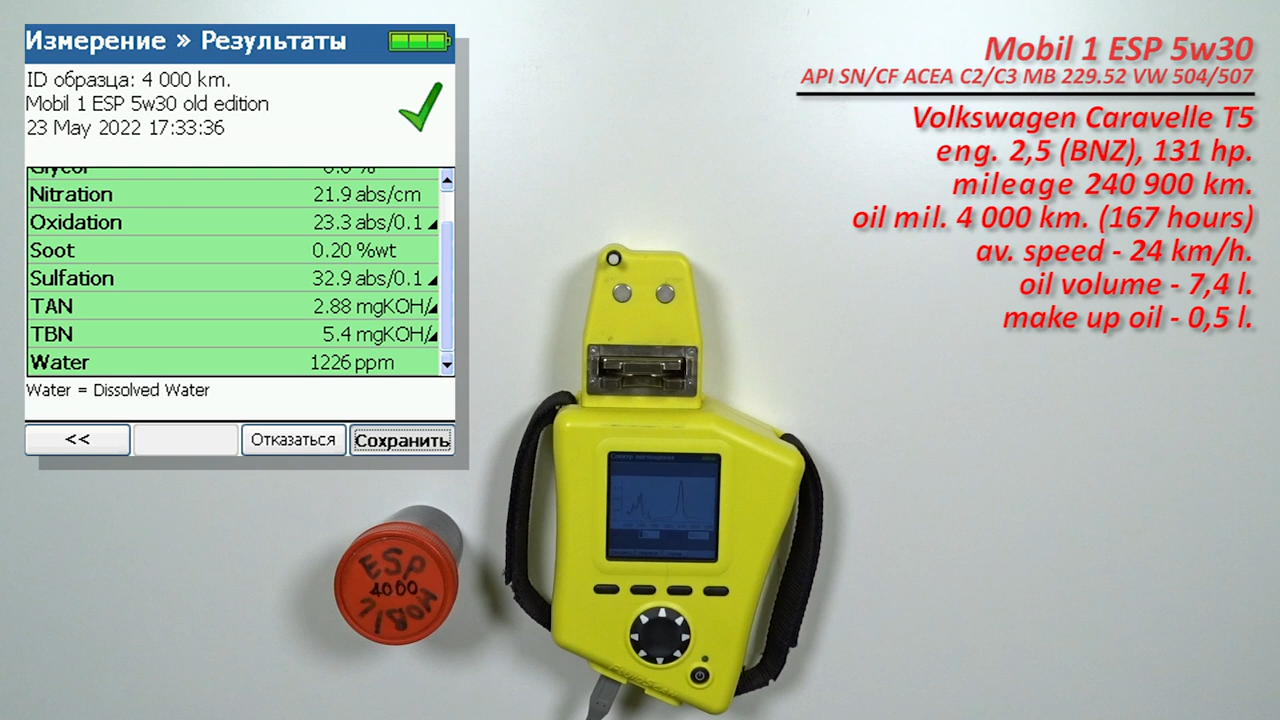 Измерение » Результаты
ID образца: 4 000 km.
Mobil 1 ESP 5w30 old edition
23 May 2022 17:33:36
Glycol 0.0 %
Nitration 21.9 abs/cm
Oxidation 23.3 abs/0.1
Soot 0.20 %wt
Sulfation 32.9 abs/0.1
TAN 2.88 mgKOH/
TBN 5.4 mgKOH/
Water 1226 ppm
Water = Dissolved Water
<<
Отказаться
Сохранить
Mobil 1 ESP 5w30
API SN/CF ACEA C2/C3 MB 229.52 VW 504/507
Volkswagen Caravelle T5
eng. 2,5 (BNZ), 131 hp.
mileage 240 900 km.
oil mil. 4 000 km. (167 hours)
av. speed - 24 km/h.
oil volume - 7,4 l.
make up oil - 0,5 l.
Спектр поглощения
ESP
4000
MOBIL